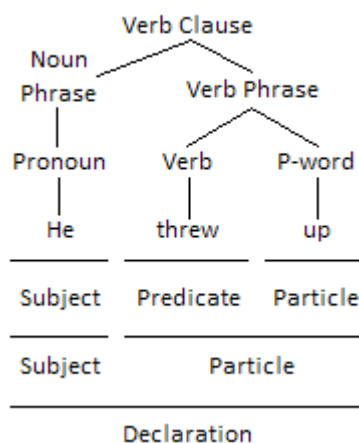 Verb Clause
Noun
Phrase Verb Phrase
Pronoun Verb P-word
He threw up
Subject Predicate Particle
Subject Particle
Declaration